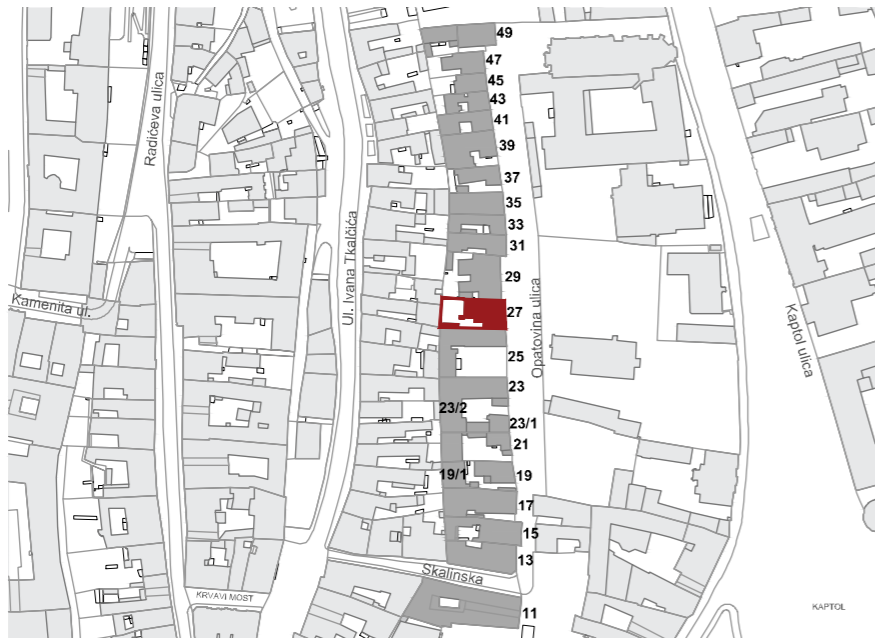 49
47
45
43
41
39
37
35
33
31
29
27
25
23
23/2
23/1
21
19/1
19
17
15
13
11
Radićeva ulica
Ul. Ivana Tkalčića
Opatovina ulica
Kaptol ulica
Kamenita ul.
Skalinska
KRVAVI MOST
KAPTOL